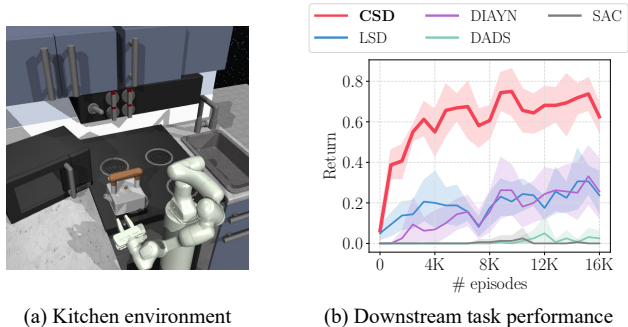 CSD DIAYN SAC
LSD DADS
0.8
0.6
0.4
0.2
0.0
Return
0 4K 8K 12K 16K
# episodes
(a) Kitchen environment
(b) Downstream task performance